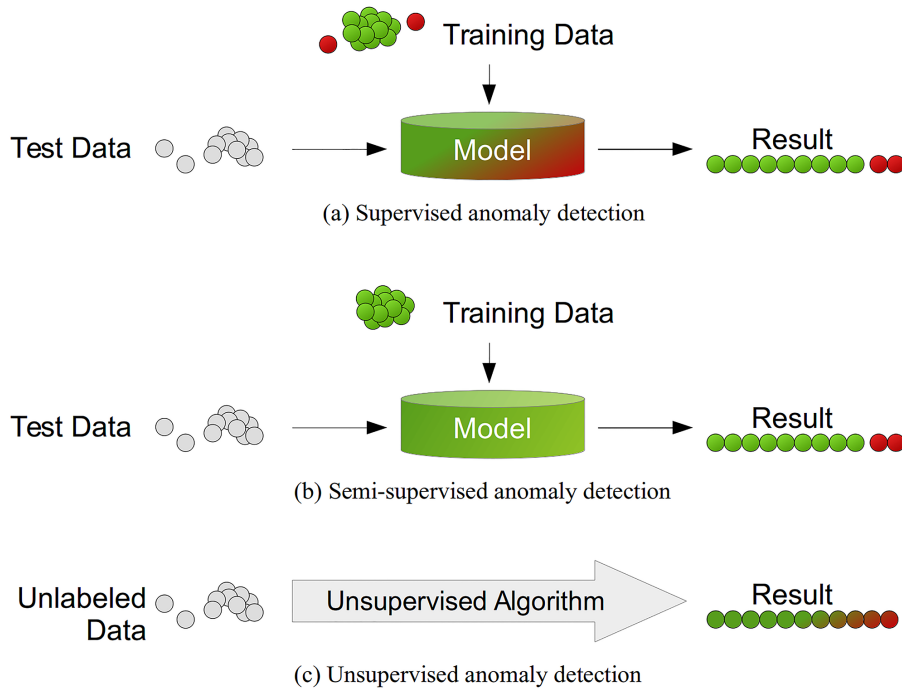 Training Data
Test Data
Model
Result
(a) Supervised anomaly detection
Training Data
Test Data
Model
Result
(b) Semi-supervised anomaly detection
Unlabeled
Data
Unsupervised Algorithm
Result
(c) Unsupervised anomaly detection